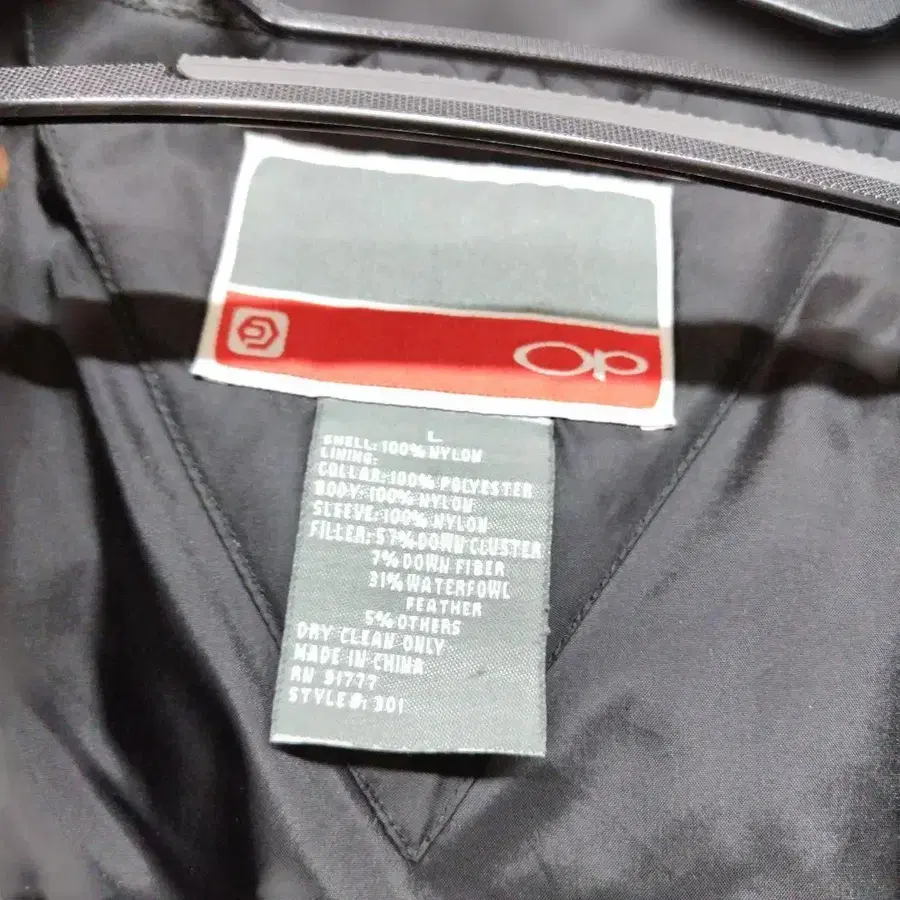 Op
L
SHELL: 100% NYLON
LINING:
COLLAR: 100% POLYESTER
BODY: 100% NYLON
SLEEVE: 100% NYLON
FILLER: 57% DOWN CLUSTER
7% DOWN FIBER
31% WATERFOWL
FEATHER
5% OTHERS
DRY CLEAN ONLY
MADE IN CHINA
RN 91777
STYLE#: 301